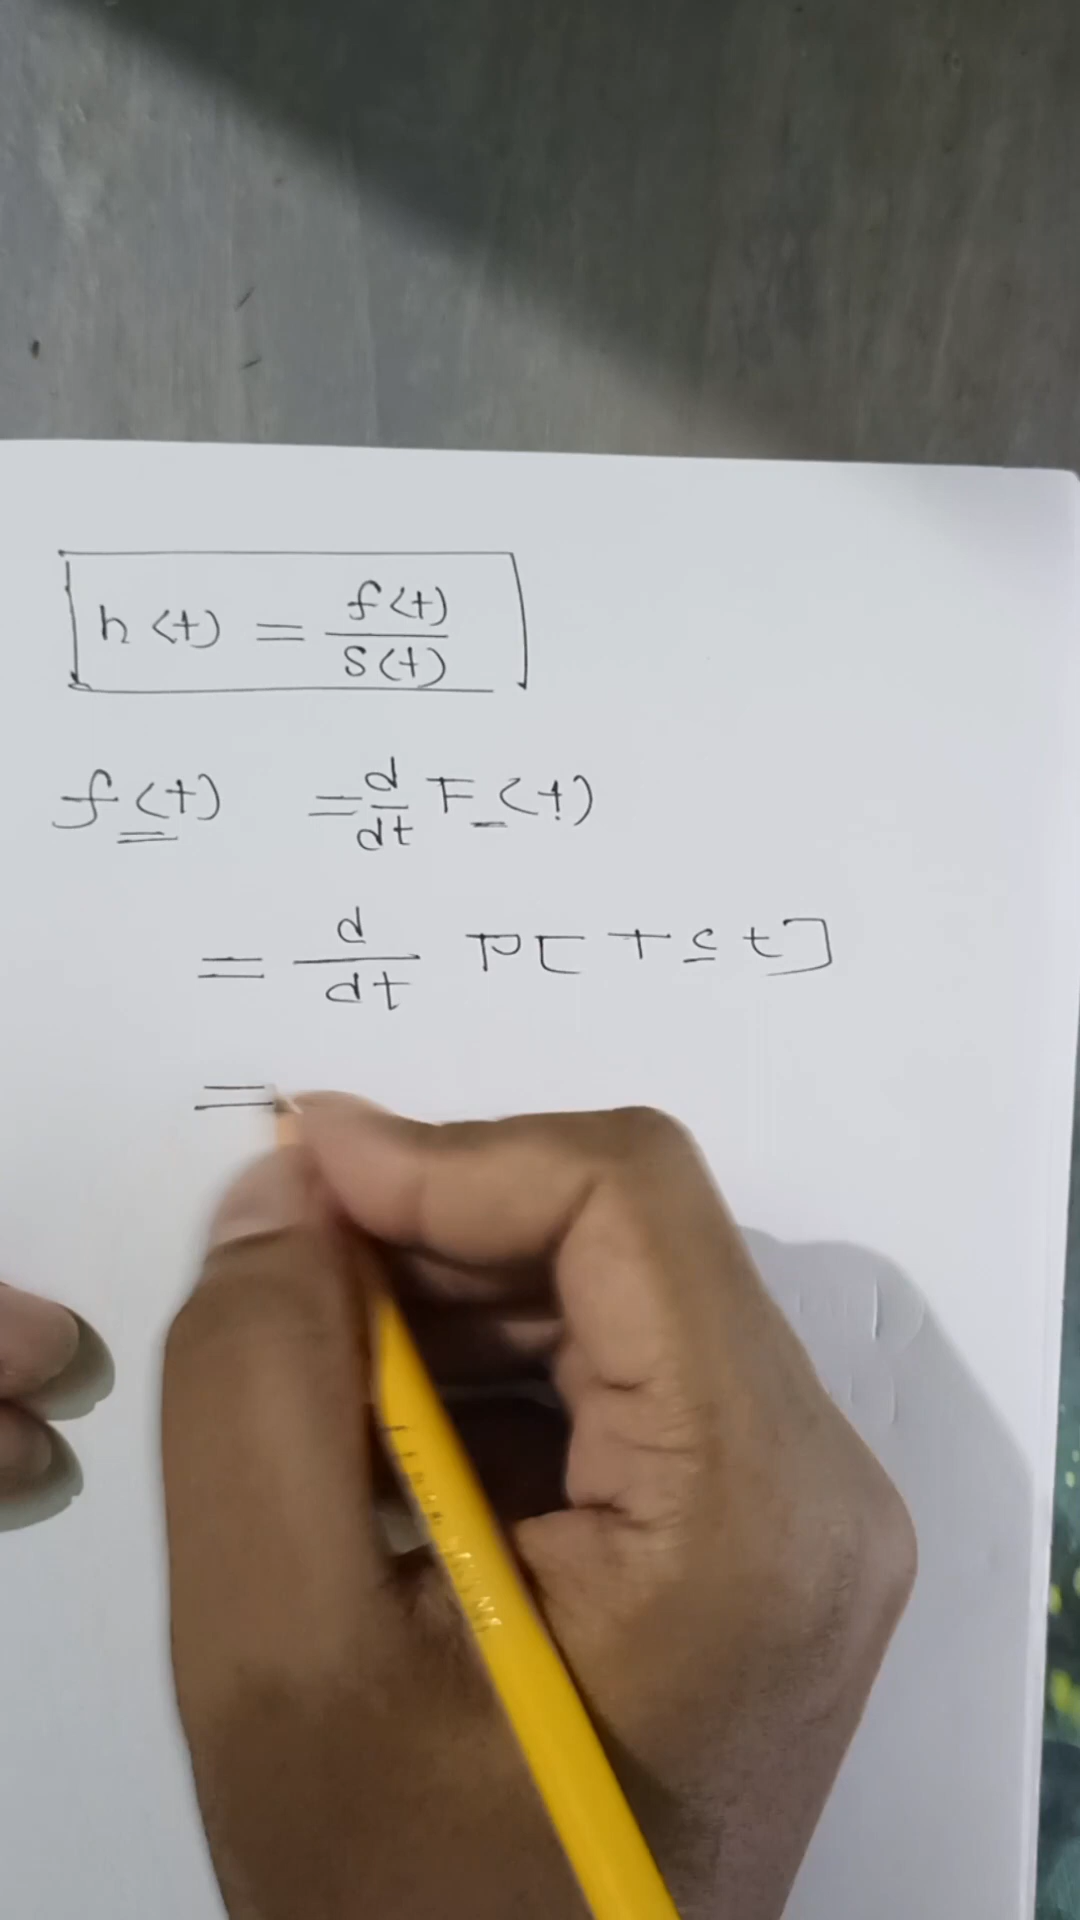 h(t) = f(t)/S(t)
f(t) = d/dt F(t)
= d/dt P[T ≤ t]
=